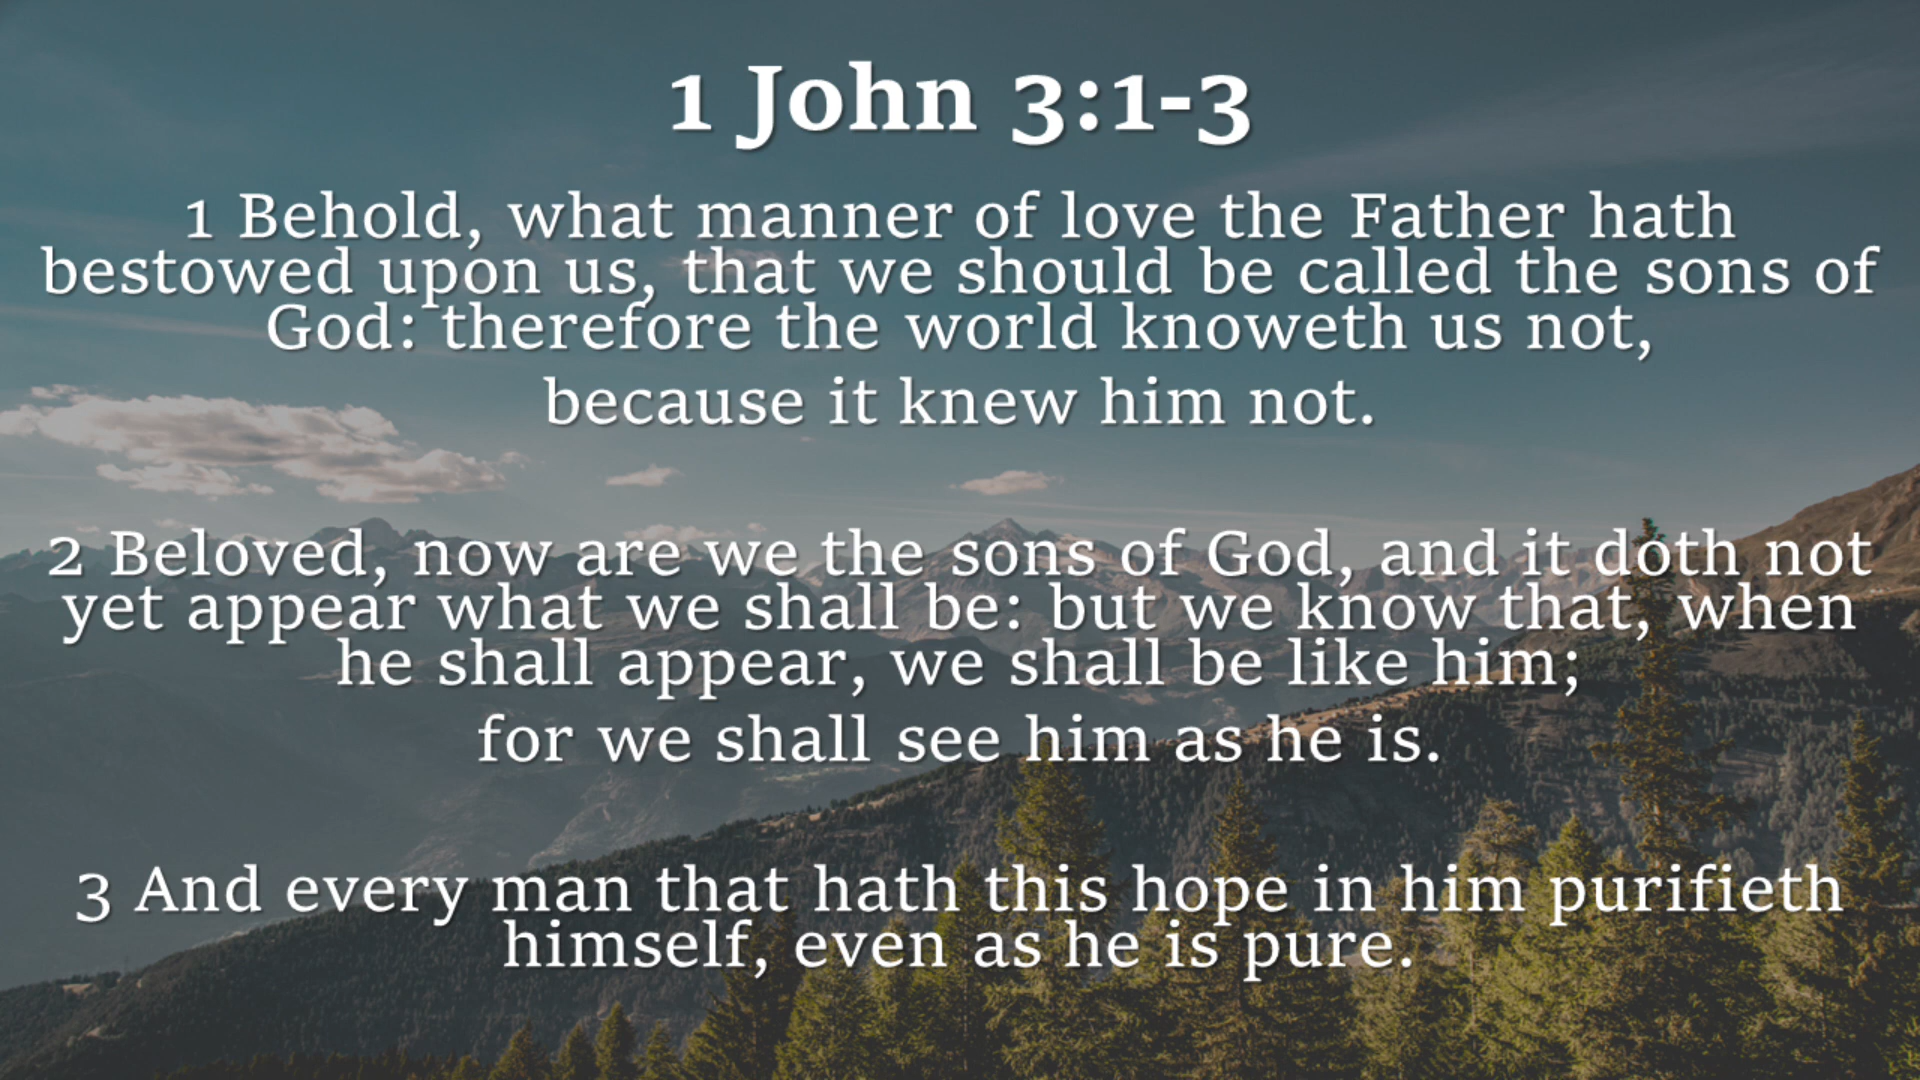 1 John 3:1-3
1 Behold, what manner of love the Father hath
bestowed upon us, that we should be called the sons of
God: therefore the world knoweth us not,
because it knew him not.
2 Beloved, now are we the sons of God, and it doth not
yet appear what we shall be: but we know that, when
he shall appear, we shall be like him;
for we shall see him as he is.
3 And every man that hath this hope in him purifieth
himself, even as he is pure.